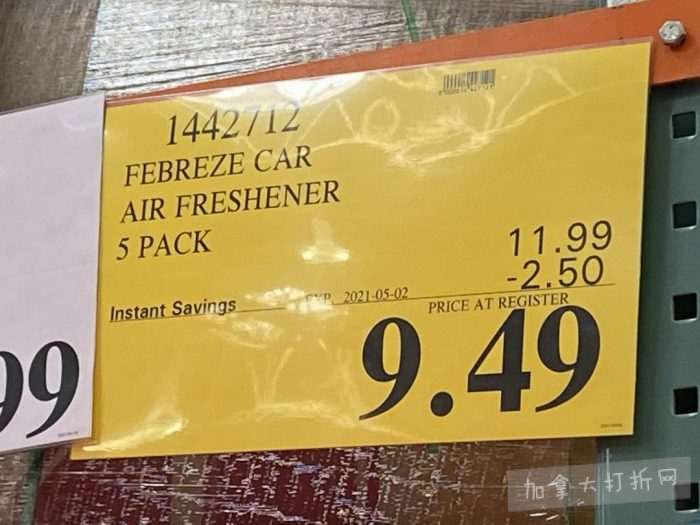 1442712
FEBREZE CAR
AIR FRESHENER
5 PACK
11.99
-2.50
Instant Savings EXP. 2021-05-02
PRICE AT REGISTER
9.49
99
加拿大打折网